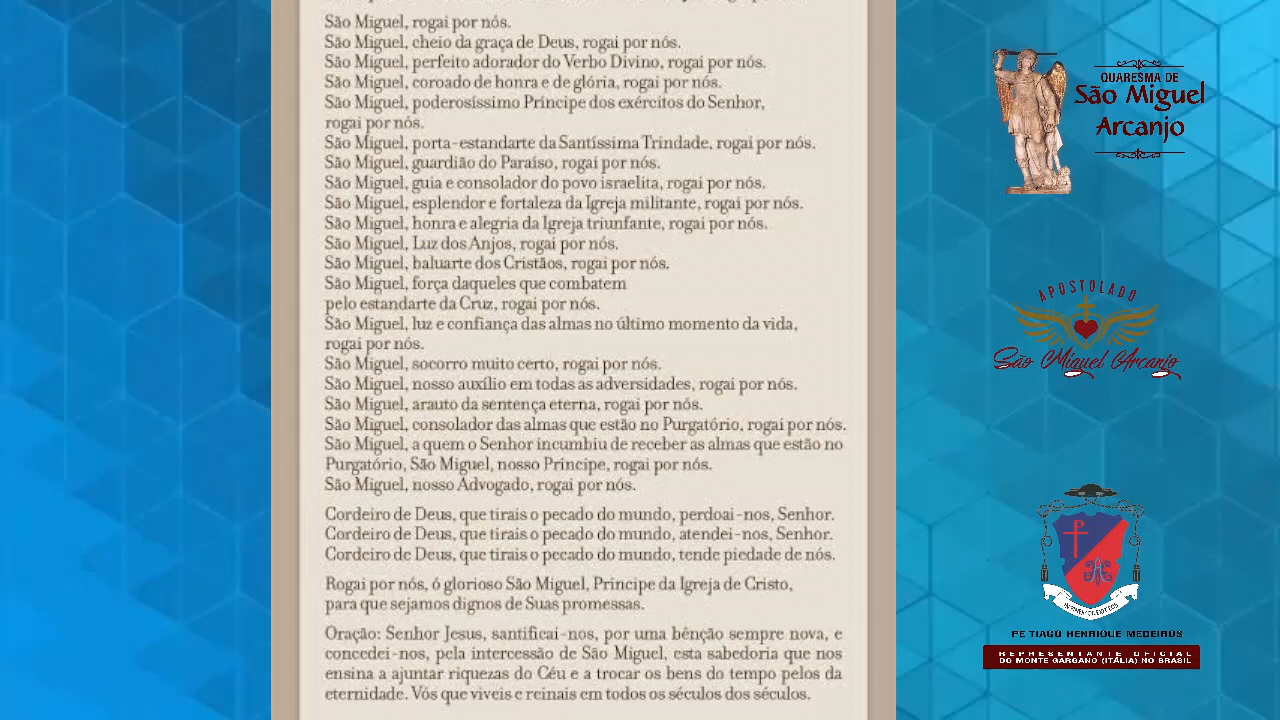 São Miguel, rogai por nós.
São Miguel, cheio da graça de Deus, rogai por nós.
São Miguel, perfeito adorador do Verbo Divino, rogai por nós.
São Miguel, coroado de honra e de glória, rogai por nós.
São Miguel, poderosíssimo Príncipe dos exércitos do Senhor,
rogai por nós.
São Miguel, porta-estandarte da Santíssima Trindade, rogai por nós.
São Miguel, guardião do Paraíso, rogai por nós.
São Miguel, guia e consolador do povo israelita, rogai por nós.
São Miguel, esplendor e fortaleza da Igreja militante, rogai por nós.
São Miguel, honra e alegria da Igreja triunfante, rogai por nós.
São Miguel, Luz dos Anjos, rogai por nós.
São Miguel, baluarte dos Cristãos, rogai por nós.
São Miguel, força daqueles que combatem
pelo estandarte da Cruz, rogai por nós.
São Miguel, luz e confiança das almas no último momento da vida,
rogai por nós.
São Miguel, socorro muito certo, rogai por nós.
São Miguel, nosso auxílio em todas as adversidades, rogai por nós.
São Miguel, arauto da sentença eterna, rogai por nós.
São Miguel, consolador das almas que estão no Purgatório, rogai por nós.
São Miguel, a quem o Senhor incumbiu de receber as almas que estão no
Purgatório, São Miguel, nosso Príncipe, rogai por nós.
São Miguel, nosso Advogado, rogai por nós.
Cordeiro de Deus, que tirais o pecado do mundo, perdoai-nos, Senhor.
Cordeiro de Deus, que tirais o pecado do mundo, atendei-nos, Senhor.
Cordeiro de Deus, que tirais o pecado do mundo, tende piedade de nós.
Rogai por nós, ó glorioso São Miguel, Príncipe da Igreja de Cristo,
para que sejamos dignos de Suas promessas.
Oração: Senhor Jesus, santificai-nos, por uma bênção sempre nova, e
concedei-nos, pela intercessão de São Miguel, esta sabedoria que nos
ensina a ajuntar riquezas do Céu e a trocar os bens do tempo pelos da
eternidade. Vós que viveis e reinais em todos os séculos dos séculos.
QUARESMA DE
São Miguel
Arcanjo
APOSTOLADO
São Miguel Arcanjo
PE TIAGO HENRIQUE MEDEIROS
REPRESENTANTE OFICIAL
DO MONTE GARGANO (ITÁLIA) NO BRASIL